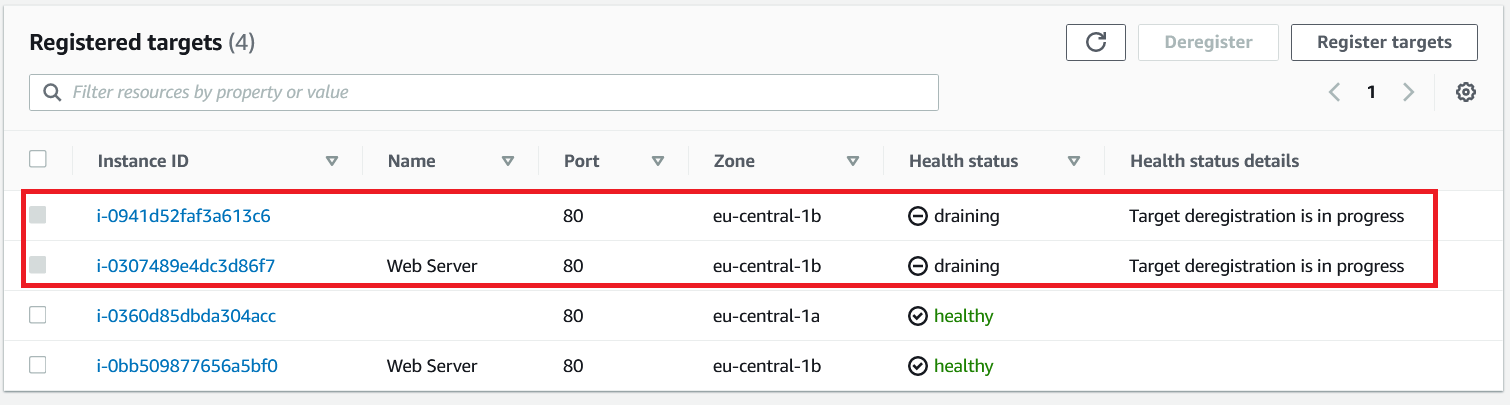 Registered targets (4)
Deregister
Register targets
Filter resources by property or value
1
Instance ID Name Port Zone Health status Health status details
i-0941d52faf3a613c6 80 eu-central-1b draining Target deregistration is in progress
i-0307489e4dc3d86f7 Web Server 80 eu-central-1b draining Target deregistration is in progress
i-0360d85dbda304acc 80 eu-central-1a healthy
i-0bb509877656a5bf0 Web Server 80 eu-central-1b healthy